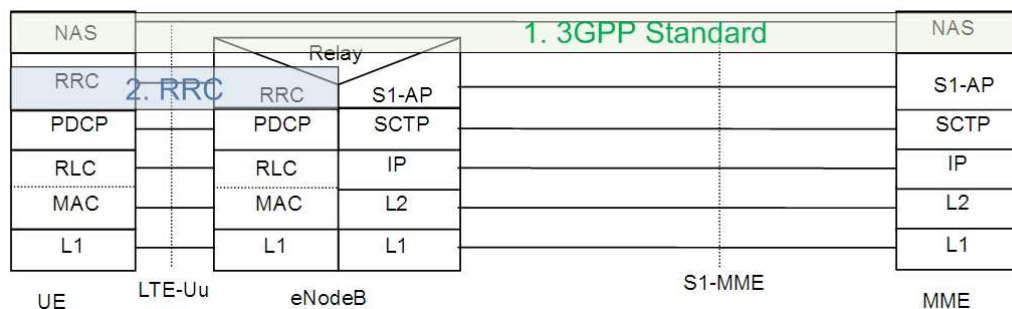 NAS 1. 3GPP Standard NAS
Relay
RRC 2. RRC RRC S1-AP S1-AP
PDCP PDCP SCTP SCTP
RLC RLC IP IP
MAC MAC L2 L2
L1 L1 L1 L1
UE LTE-Uu eNodeB S1-MME MME